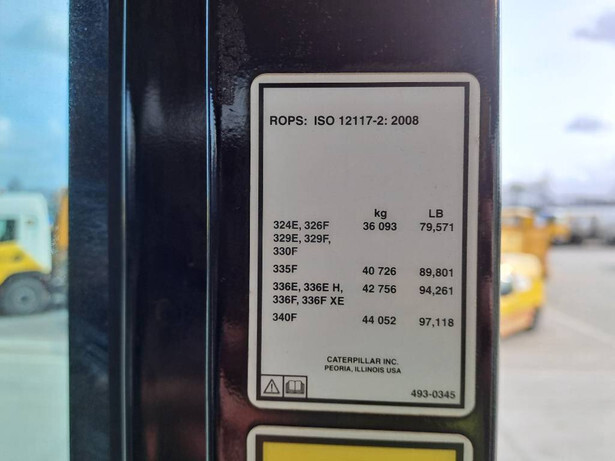 ROPS: ISO 12117-2: 2008
kg LB
324E, 326F 36 093 79,571
329E, 329F,
330F
335F 40 726 89,801
336E, 336E H, 42 756 94,261
336F, 336F XE
340F 44 052 97,118
CATERPILLAR INC.
PEORIA, ILLINOIS USA
493-0345